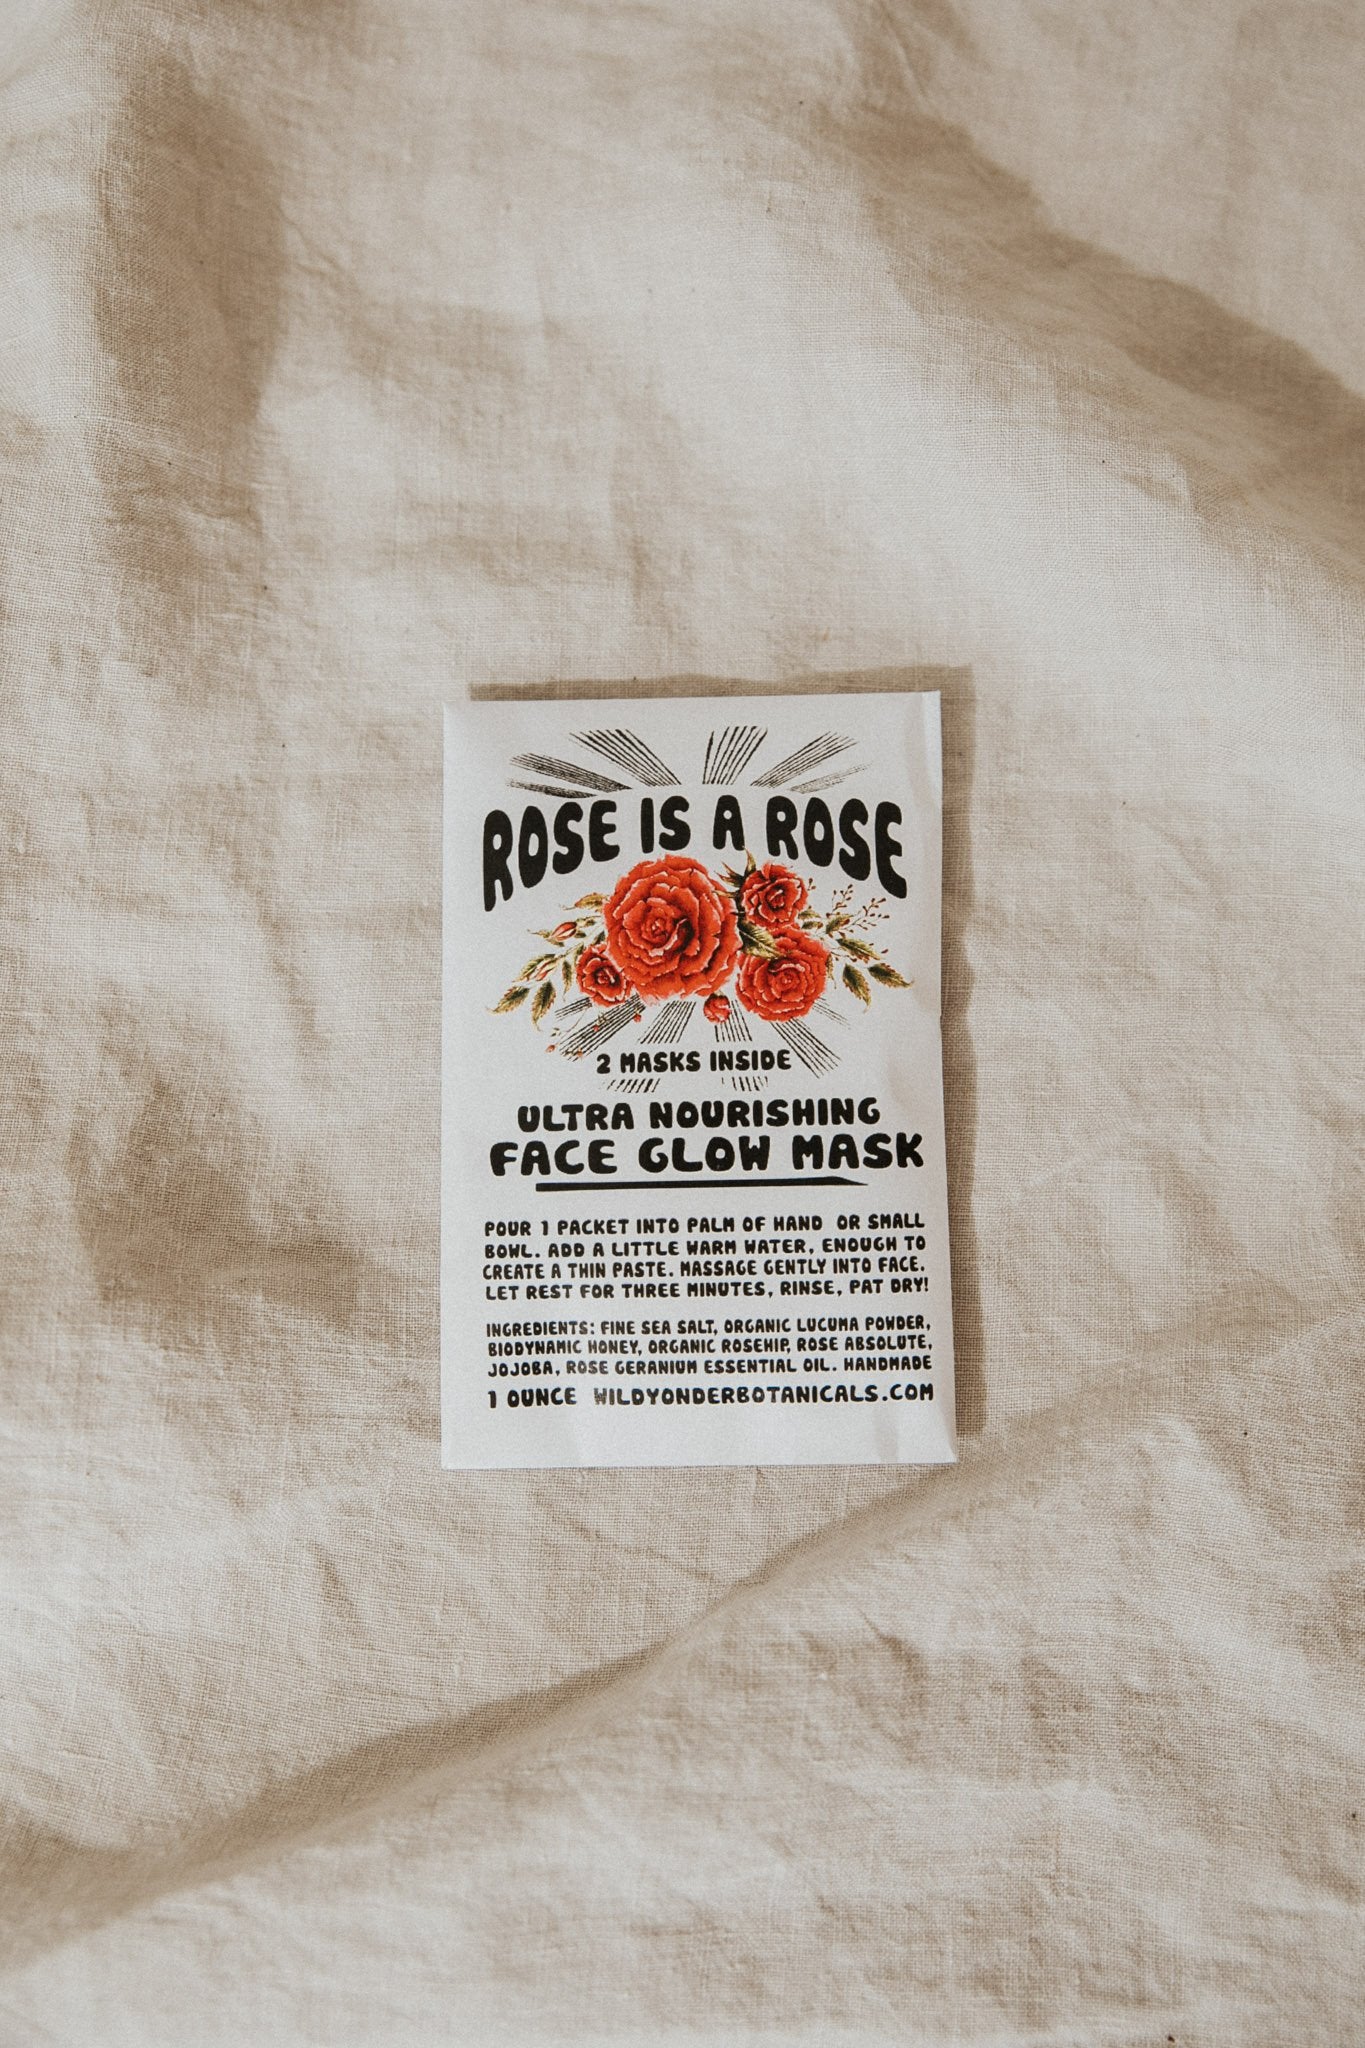 ROSE IS A ROSE
2 MASKS INSIDE
ULTRA NOURISHING
FACE GLOW MASK
POUR 1 PACKET INTO PALM OF HAND OR SMALL
BOWL. ADD A LITTLE WARM WATER, ENOUGH TO
CREATE A THIN PASTE. MASSAGE GENTLY INTO FACE.
LET REST FOR THREE MINUTES, RINSE, PAT DRY!
INGREDIENTS: FINE SEA SALT, ORGANIC LUCUMA POWDER,
BIODYNAMIC HONEY, ORGANIC ROSEHIP, ROSE ABSOLUTE,
JOJOBA, ROSE GERANIUM ESSENTIAL OIL. HANDMADE
1 OUNCE WILDYONDERBOTANICALS.COM